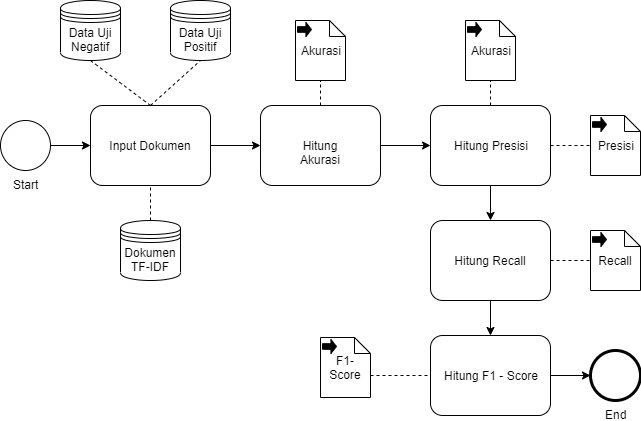 Data Uji
Negatif
Data Uji
Positif
Akurasi
Akurasi
Start
Input Dokumen
Hitung
Akurasi
Hitung Presisi
Presisi
Dokumen
TF-IDF
Hitung Recall
Recall
F1-
Score
Hitung F1 - Score
End